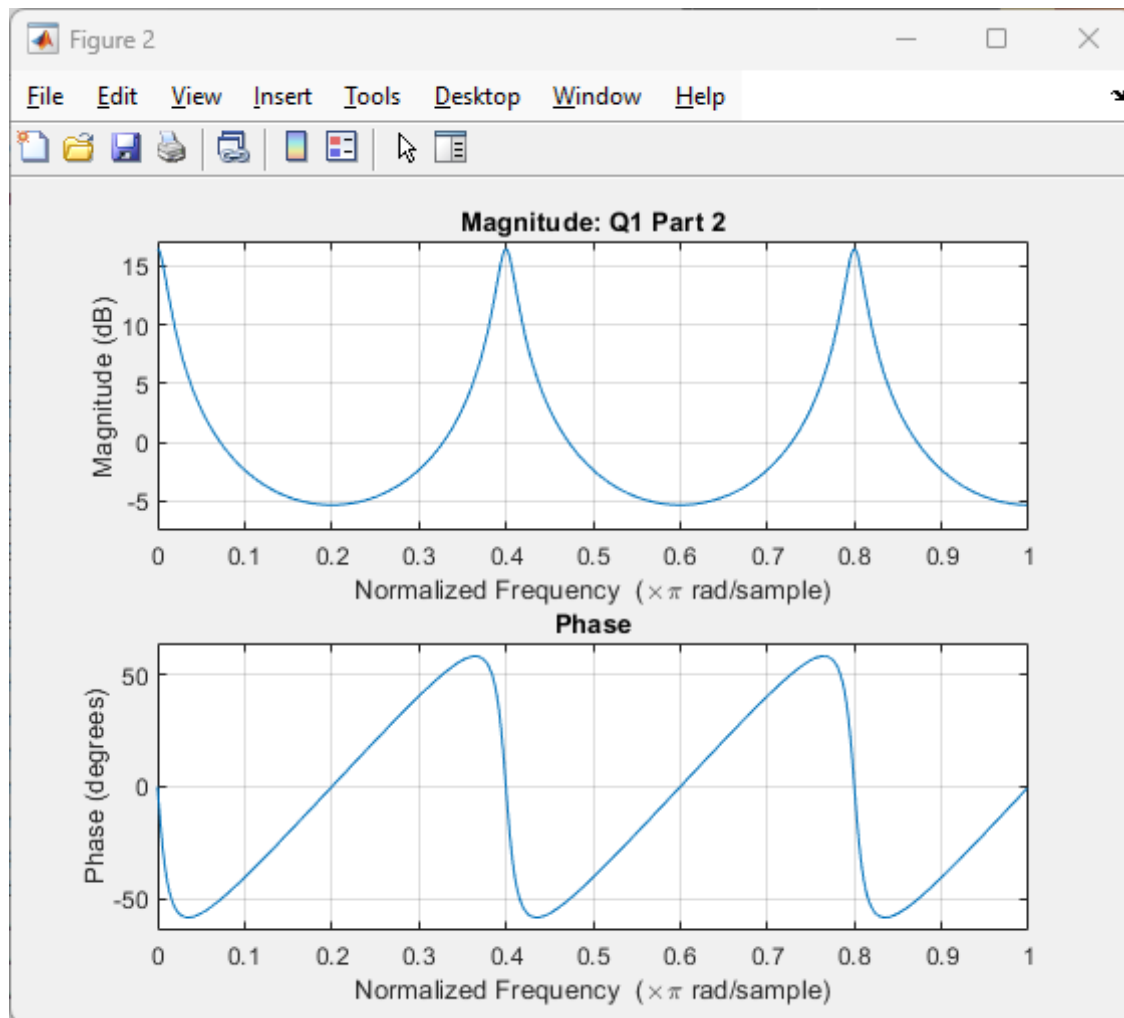 Figure 2
File Edit View Insert Tools Desktop Window Help
Magnitude: Q1 Part 2
Magnitude (dB)
15
10
5
0
-5
0 0.1 0.2 0.3 0.4 0.5 0.6 0.7 0.8 0.9 1
Normalized Frequency (×π rad/sample)
Phase
Phase (degrees)
50
0
-50
0 0.1 0.2 0.3 0.4 0.5 0.6 0.7 0.8 0.9 1
Normalized Frequency (×π rad/sample)